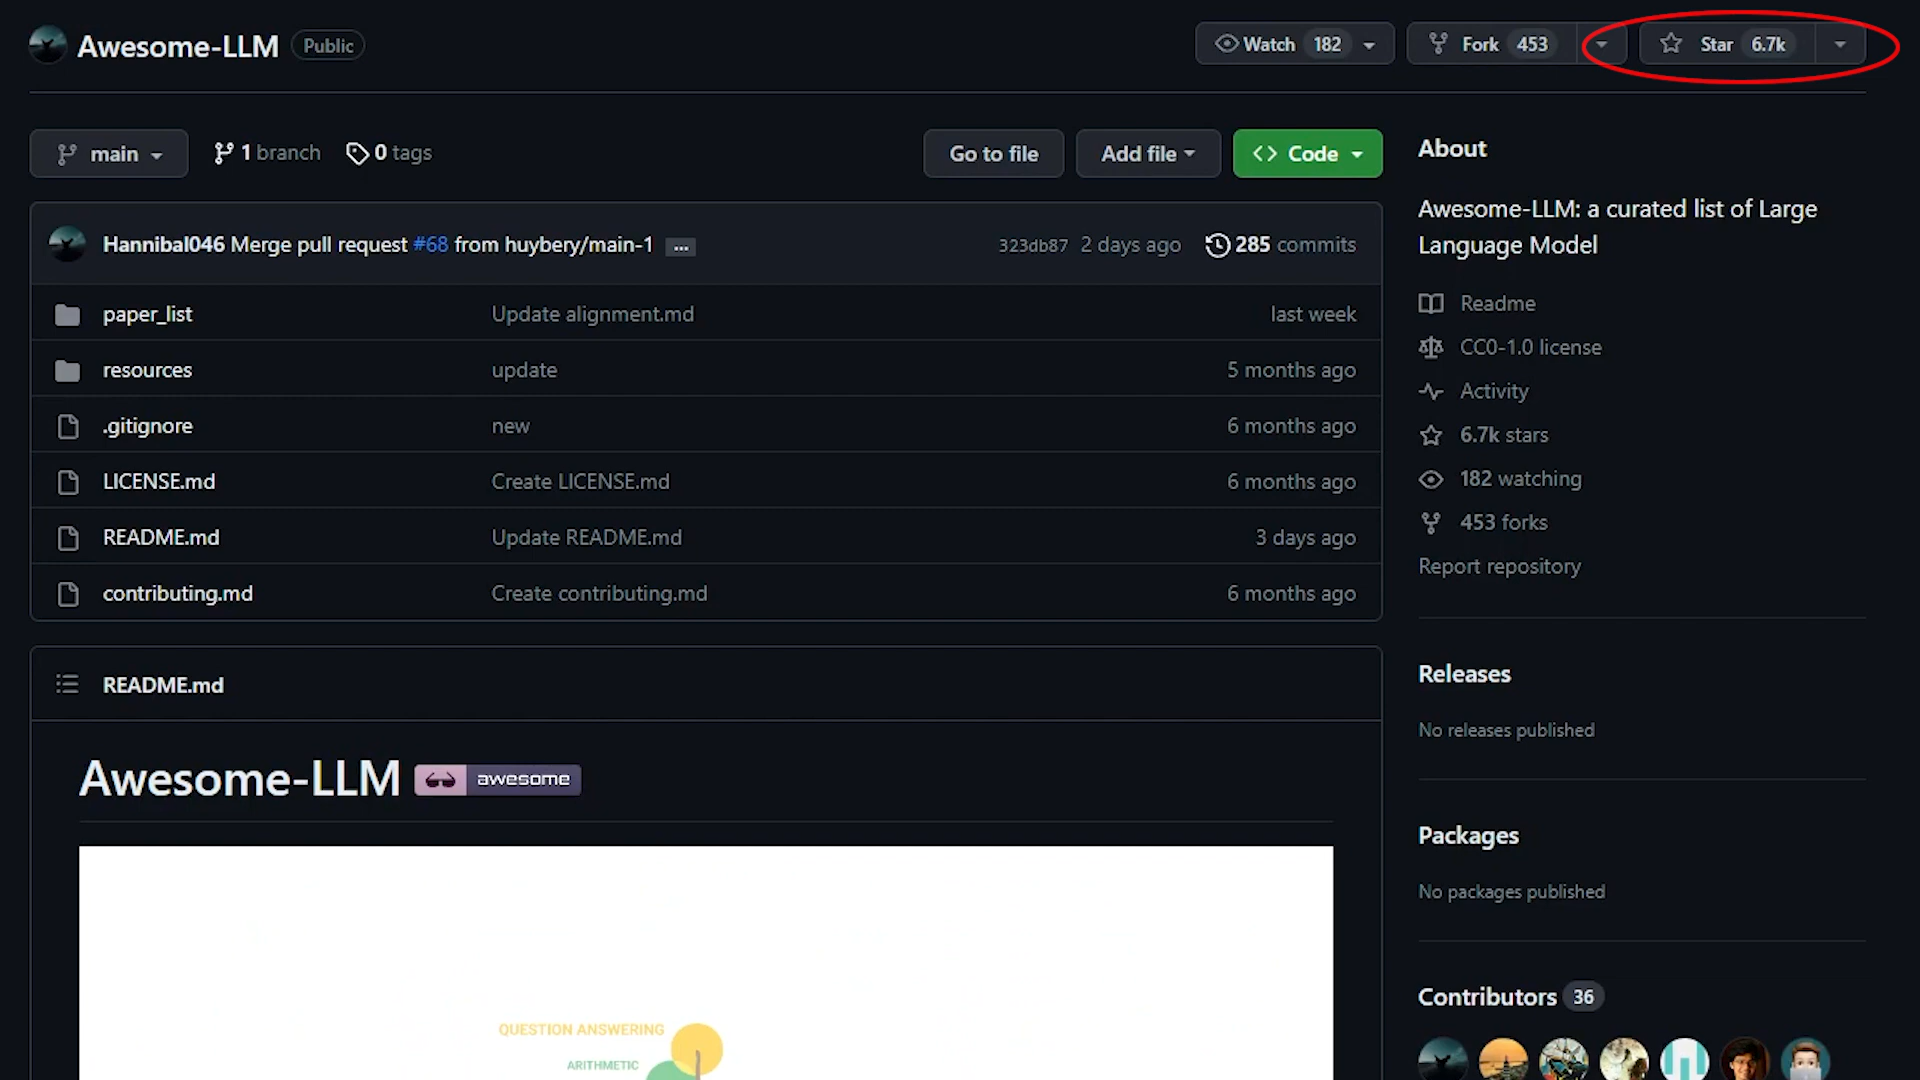 Awesome-LLM Public
Watch 182 Fork 453 Star 6.7k
main 1 branch 0 tags Go to file Add file Code
Hannibal046 Merge pull request #68 from huybery/main-1 ... 323db87 2 days ago 285 commits
paper_list Update alignment.md last week
resources update 5 months ago
.gitignore new 6 months ago
LICENSE.md Create LICENSE.md 6 months ago
README.md Update README.md 3 days ago
contributing.md Create contributing.md 6 months ago
README.md
Awesome-LLM awesome
QUESTION ANSWERING
ARITHMETIC
About
Awesome-LLM: a curated list of Large
Language Model
Readme
CC0-1.0 license
Activity
6.7k stars
182 watching
453 forks
Report repository
Releases
No releases published
Packages
No packages published
Contributors 36